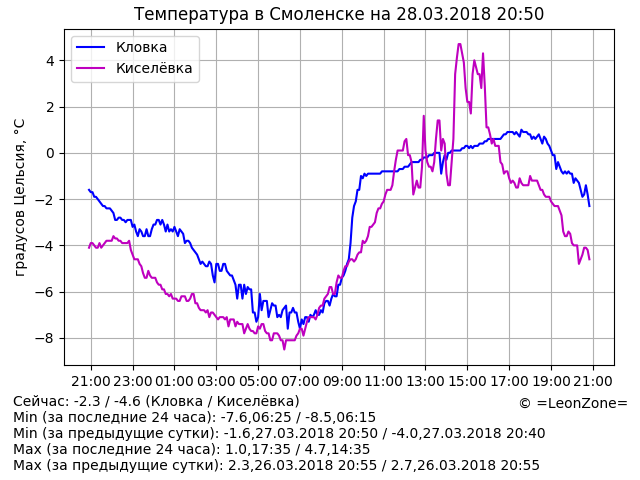 Температура в Смоленске на 28.03.2018 20:50
Кловка
Киселёвка
градусов Цельсия, °C
4
2
0
−2
−4
−6
−8
21:00 23:00 01:00 03:00 05:00 07:00 09:00 11:00 13:00 15:00 17:00 19:00 21:00
Сейчас: -2.3 / -4.6 (Кловка / Киселёвка)
© =LeonZone=
Min (за последние 24 часа): -7.6,06:25 / -8.5,06:15
Min (за предыдущие сутки): -1.6,27.03.2018 20:50 / -4.0,27.03.2018 20:40
Max (за последние 24 часа): 1.0,17:35 / 4.7,14:35
Max (за предыдущие сутки): 2.3,26.03.2018 20:55 / 2.7,26.03.2018 20:55